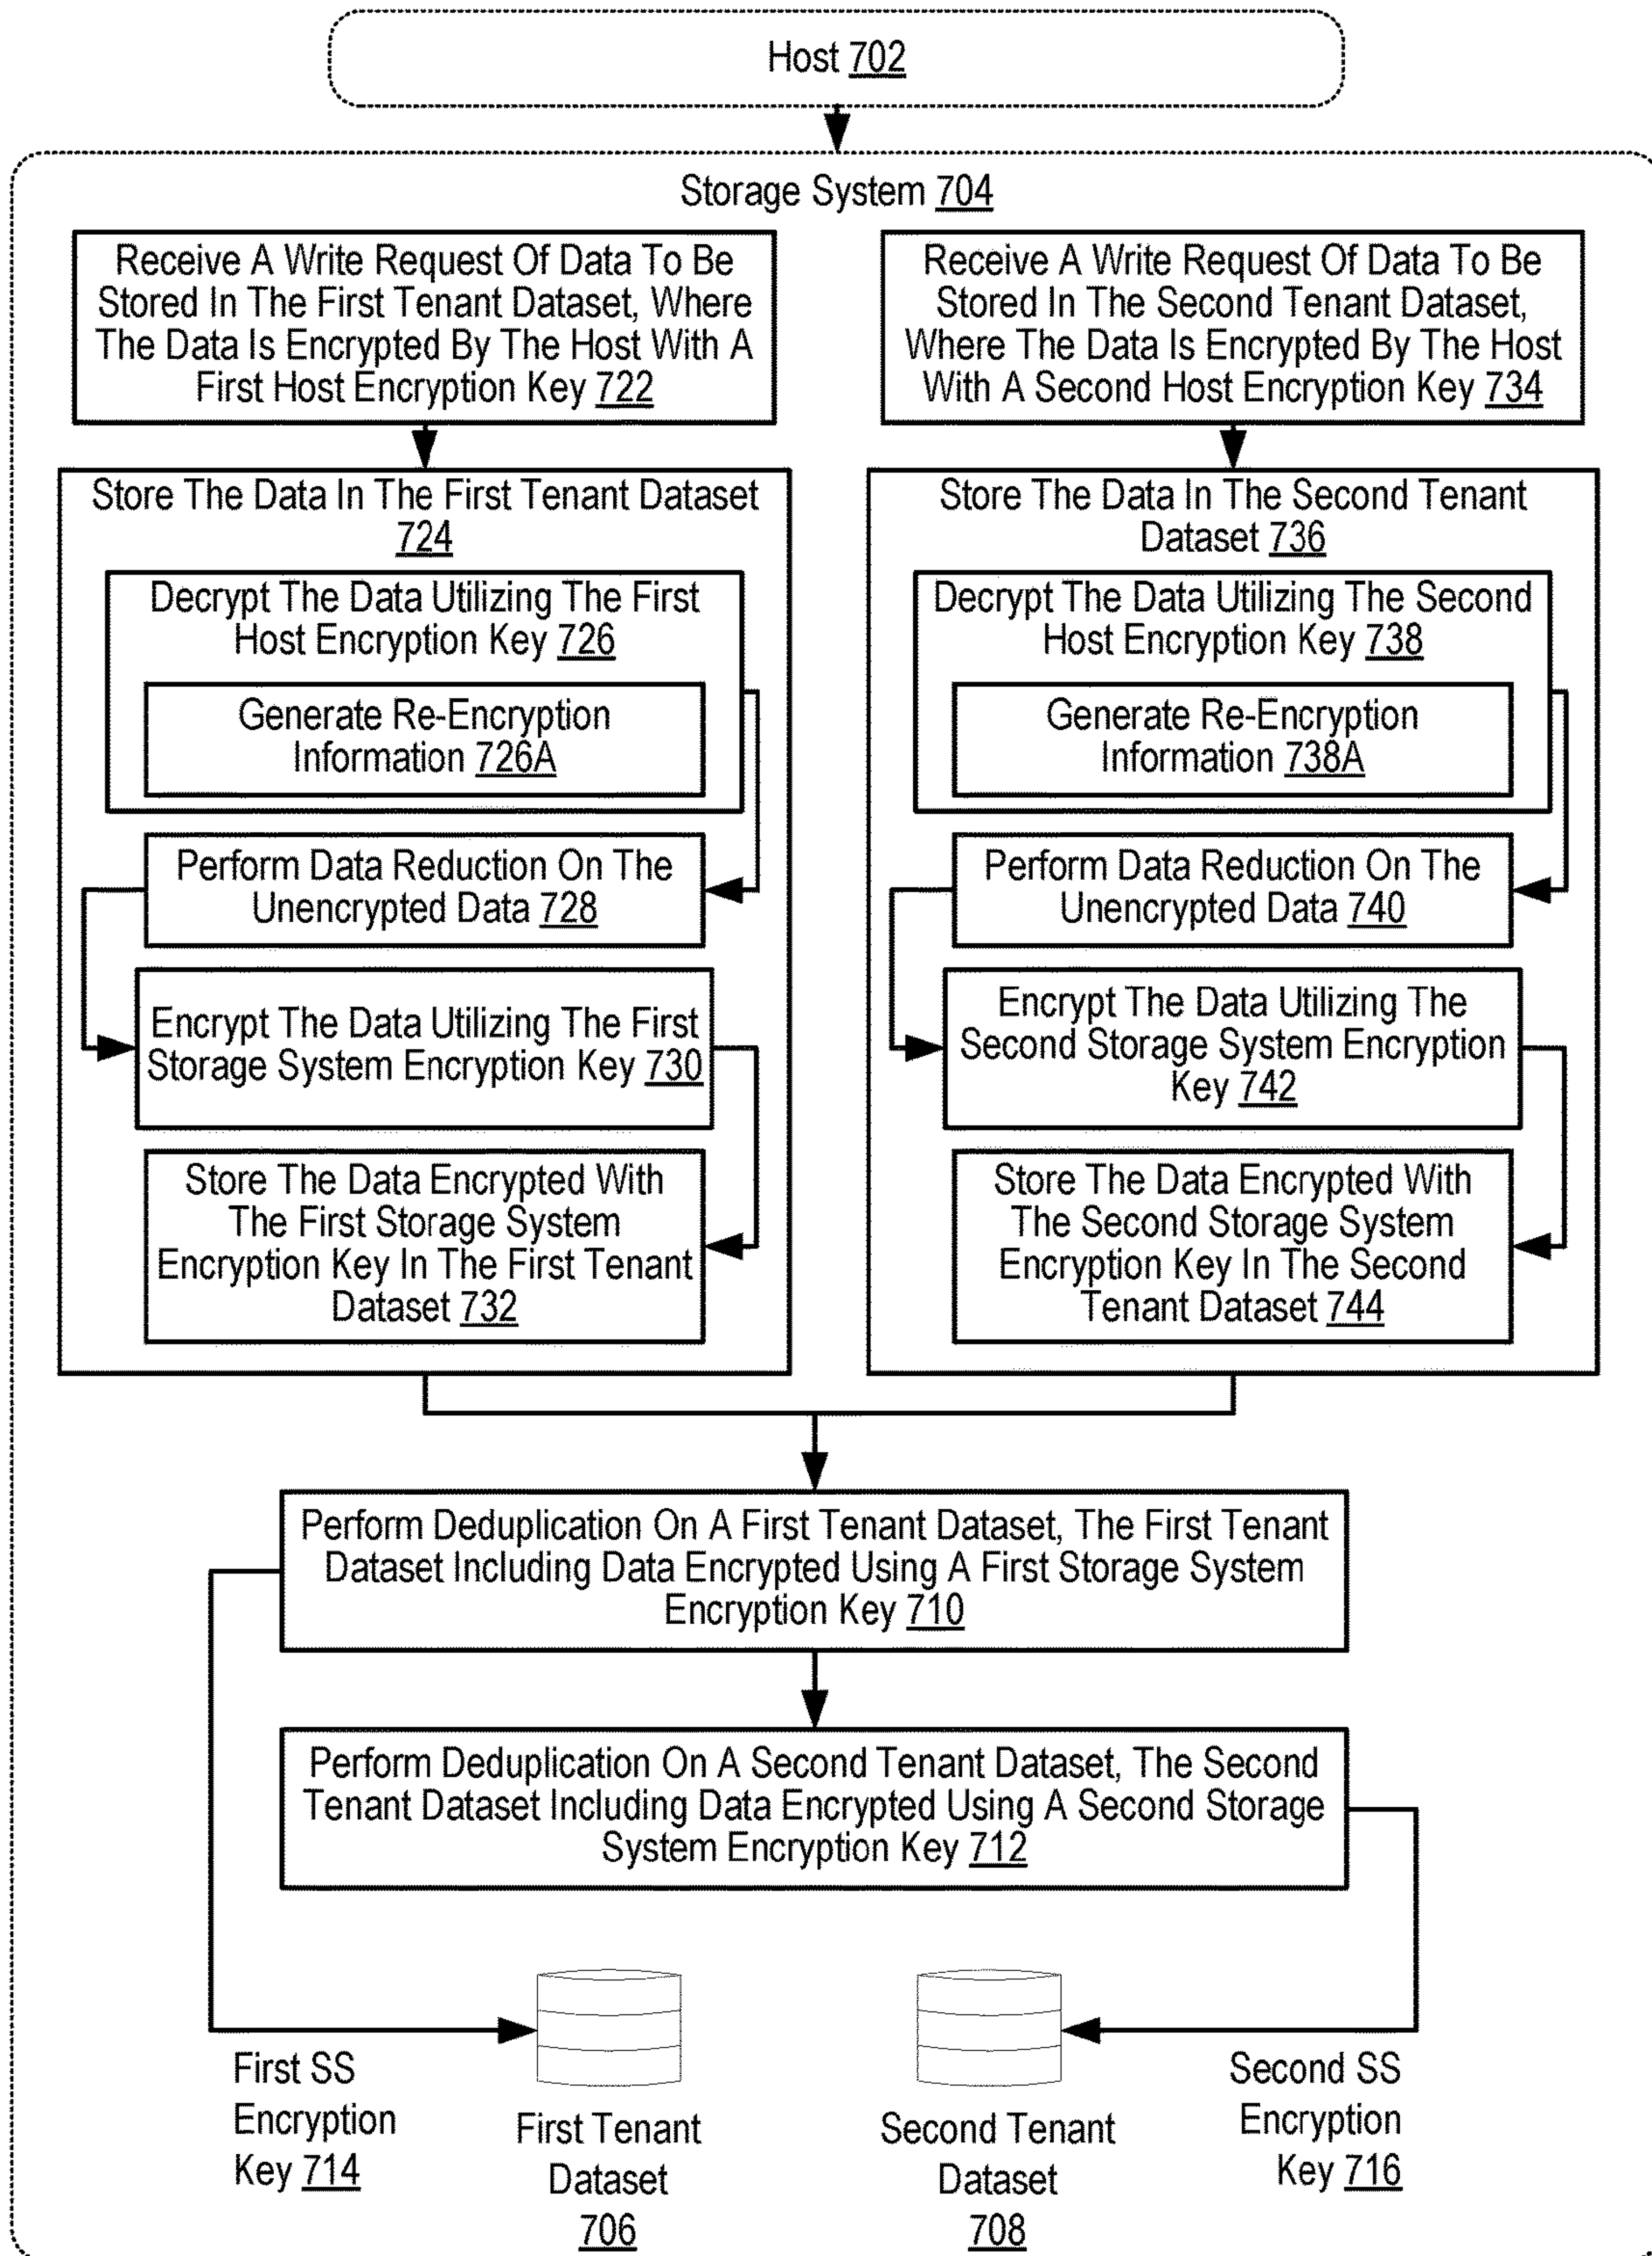 Host 702
Storage System 704
Receive A Write Request Of Data To Be
Stored In The First Tenant Dataset, Where
The Data Is Encrypted By The Host With A
First Host Encryption Key 722
Store The Data In The First Tenant Dataset
724
Decrypt The Data Utilizing The First
Host Encryption Key 726
Generate Re-Encryption
Information 726A
Perform Data Reduction On The
Unencrypted Data 728
Encrypt The Data Utilizing The First
Storage System Encryption Key 730
Store The Data Encrypted With
The First Storage System
Encryption Key In The First Tenant
Dataset 732
Receive A Write Request Of Data To Be
Stored In The Second Tenant Dataset,
Where The Data Is Encrypted By The Host
With A Second Host Encryption Key 734
Store The Data In The Second Tenant
Dataset 736
Decrypt The Data Utilizing The Second
Host Encryption Key 738
Generate Re-Encryption
Information 738A
Perform Data Reduction On The
Unencrypted Data 740
Encrypt The Data Utilizing The
Second Storage System Encryption
Key 742
Store The Data Encrypted With
The Second Storage System
Encryption Key In The Second
Tenant Dataset 744
Perform Deduplication On A First Tenant Dataset, The First Tenant
Dataset Including Data Encrypted Using A First Storage System
Encryption Key 710
Perform Deduplication On A Second Tenant Dataset, The Second
Tenant Dataset Including Data Encrypted Using A Second Storage
System Encryption Key 712
First SS
Encryption
Key 714
First Tenant
Dataset
706
Second Tenant
Dataset
708
Second SS
Encryption
Key 716